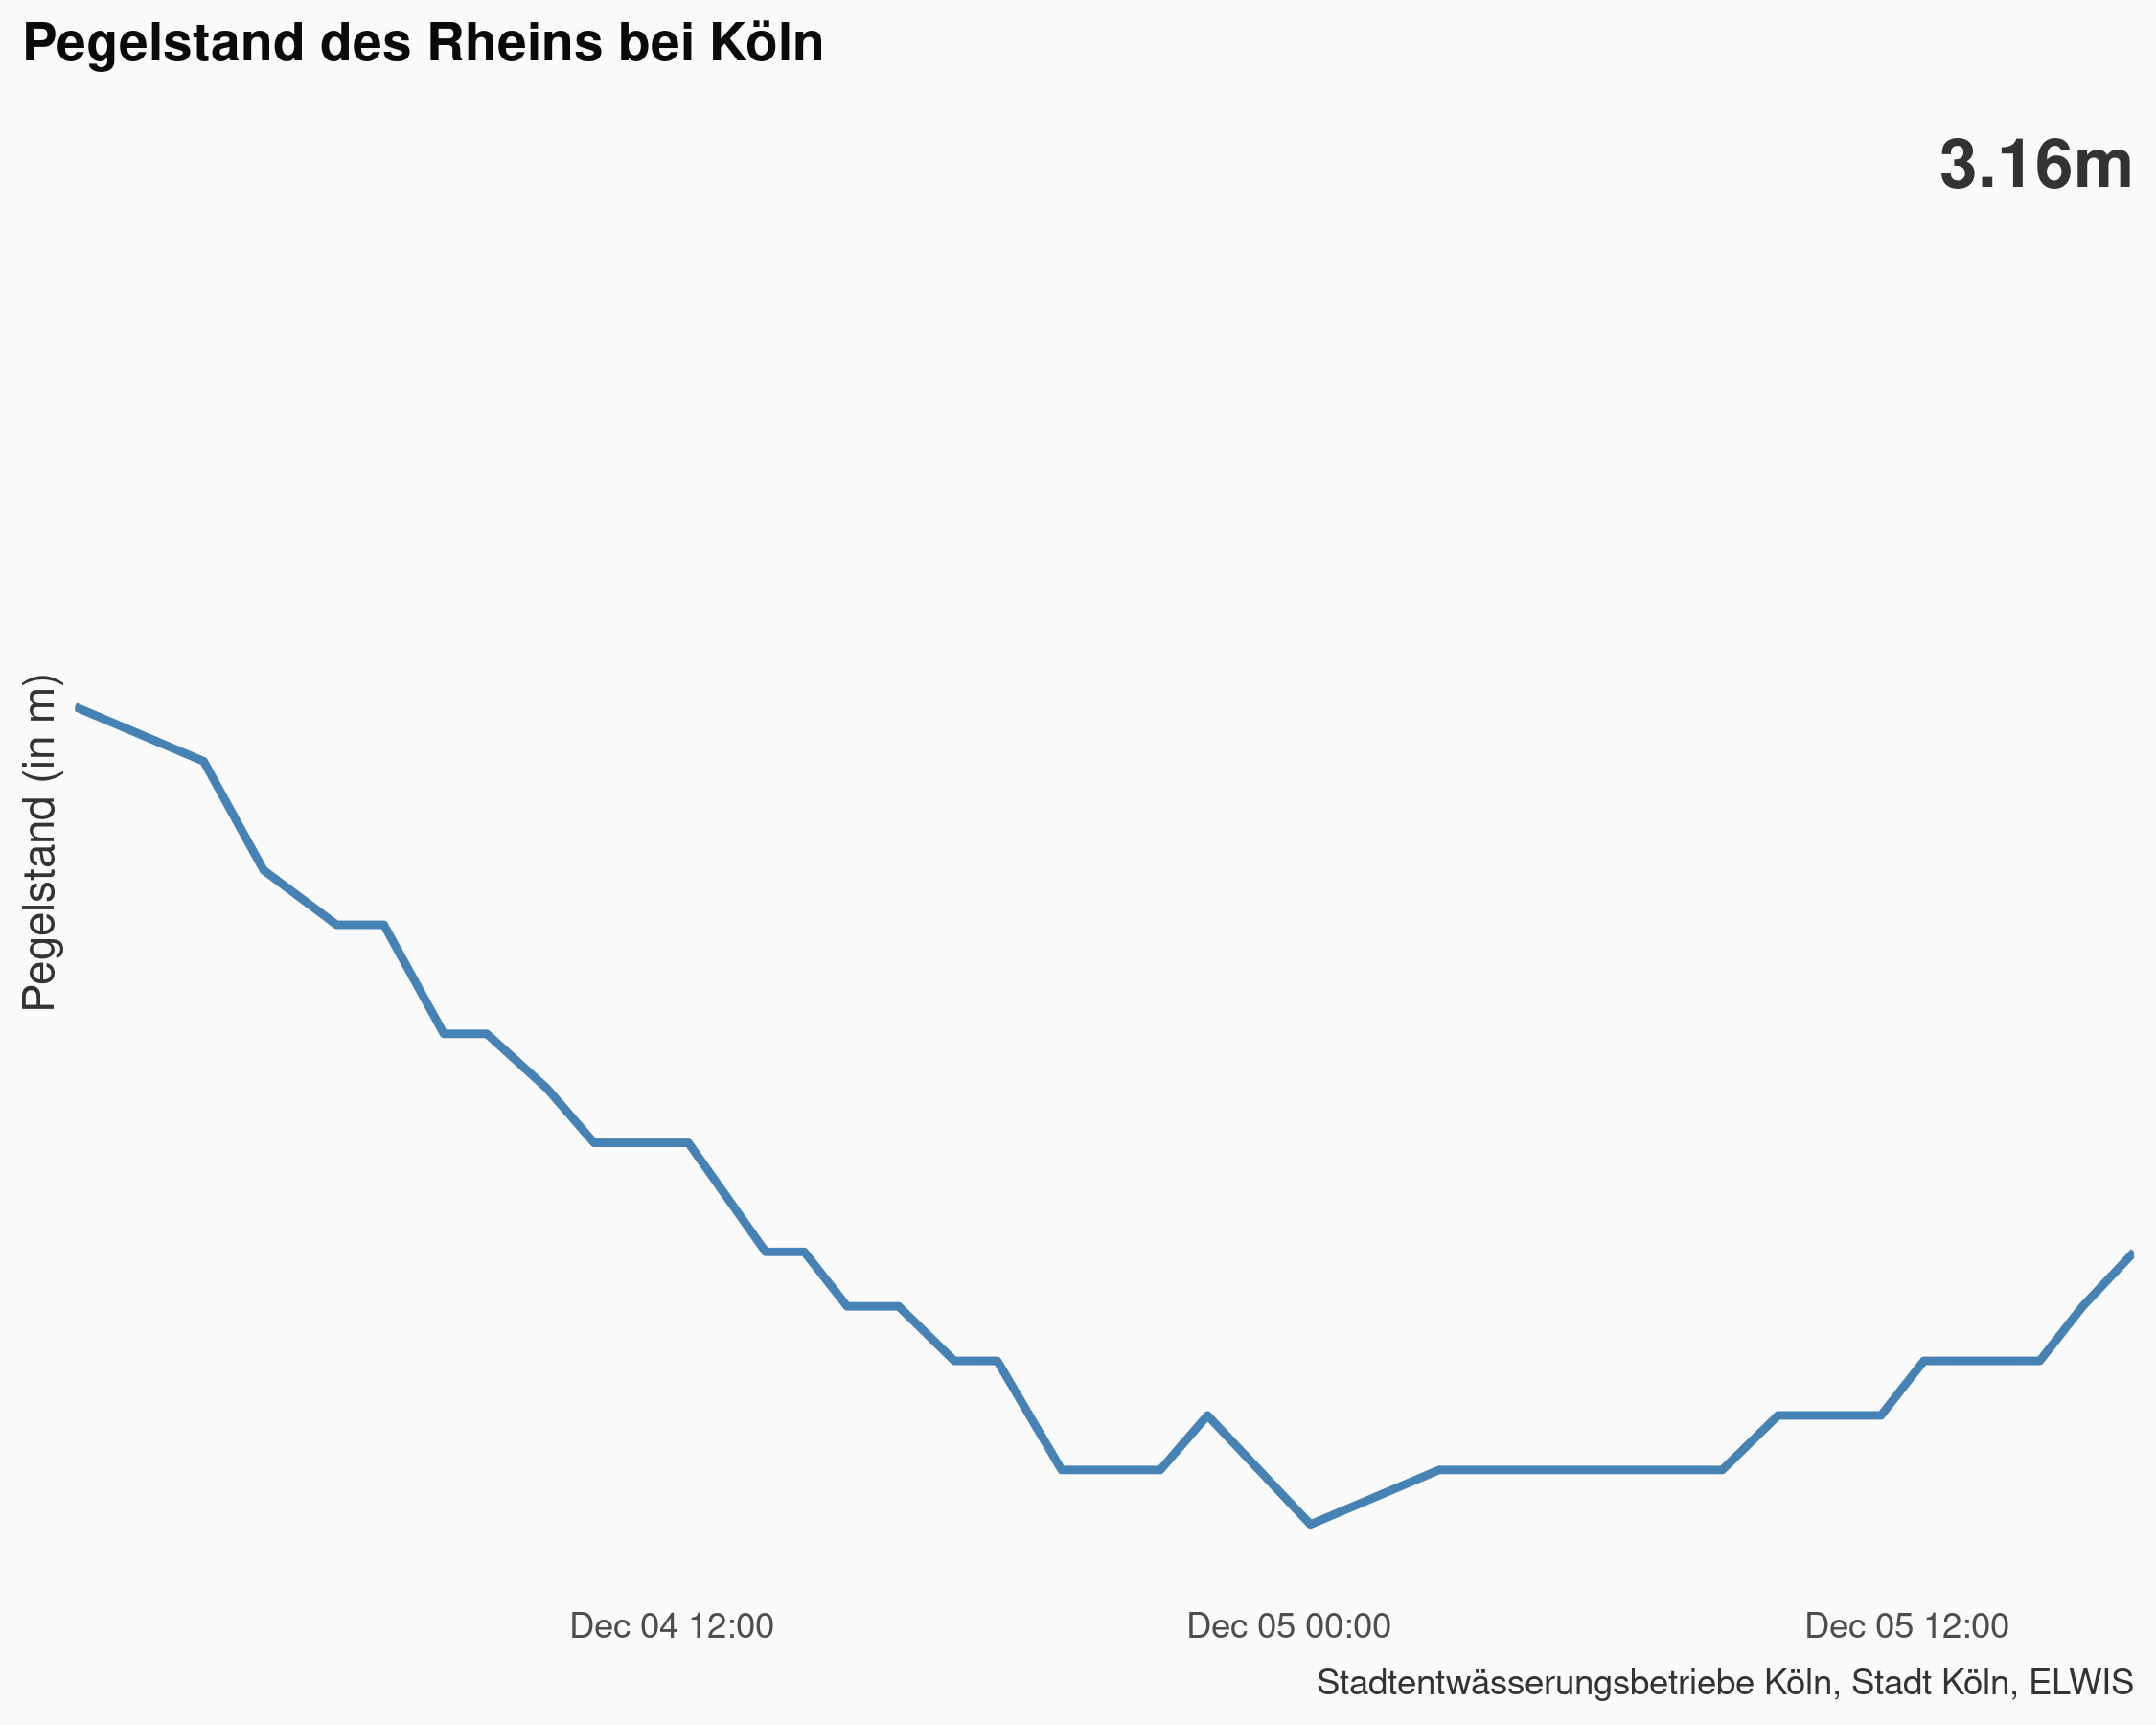 Pegelstand des Rheins bei Köln
3.16m
Pegelstand (in m)
Dec 04 12:00
Dec 05 00:00
Dec 05 12:00
Stadtentwässerungsbetriebe Köln, Stadt Köln, ELWIS